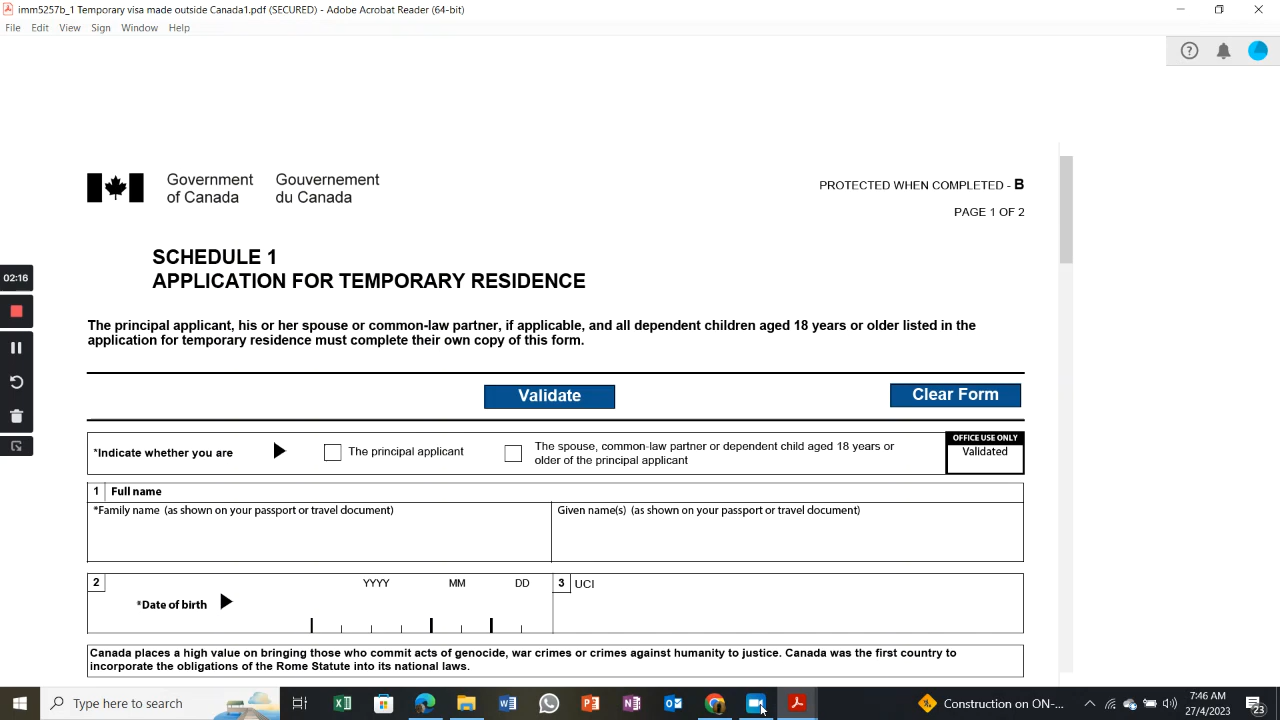 imm5257b_1 Temporary visa made outside Canada1.pdf (SECURED) - Adobe Acrobat Reader (64-bit)
File Edit View Sign Window Help
Government of Canada
Gouvernement du Canada
PROTECTED WHEN COMPLETED - B
PAGE 1 OF 2
SCHEDULE 1
APPLICATION FOR TEMPORARY RESIDENCE
02:16
The principal applicant, his or her spouse or common-law partner, if applicable, and all dependent children aged 18 years or older listed in the
application for temporary residence must complete their own copy of this form.
Validate
Clear Form
*Indicate whether you are
The principal applicant
The spouse, common-law partner or dependent child aged 18 years or
older of the principal applicant
OFFICE USE ONLY
Validated
1 Full name
*Family name (as shown on your passport or travel document)
Given name(s) (as shown on your passport or travel document)
2
YYYY MM DD
*Date of birth
3 UCI
Canada places a high value on bringing those who commit acts of genocide, war crimes or crimes against humanity to justice. Canada was the first country to
incorporate the obligations of the Rome Statute into its national laws.
Type here to search
Construction on ON-...
7:46 AM
27/4/2023
23